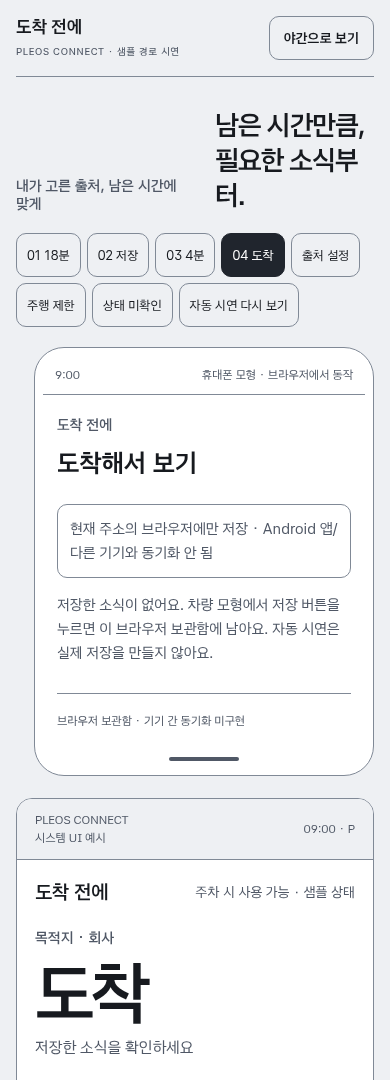 도착 전에
PLEOS CONNECT · 샘플 경로 시연
야간으로 보기
내가 고른 출처, 남은 시간에
맞게
남은 시간만큼,
필요한 소식부
터.
01 18분
02 저장
03 4분
04 도착
출처 설정
주행 제한
상태 미확인
자동 시연 다시 보기
9:00
휴대폰 모형 · 브라우저에서 동작
도착 전에
도착해서 보기
현재 주소의 브라우저에만 저장 · Android 앱/
다른 기기와 동기화 안 됨
저장한 소식이 없어요. 차량 모형에서 저장 버튼을
누르면 이 브라우저 보관함에 남아요. 자동 시연은
실제 저장을 만들지 않아요.
브라우저 보관함 · 기기 간 동기화 미구현
PLEOS CONNECT
시스템 UI 예시
09:00 · P
도착 전에
주차 시 사용 가능 · 샘플 상태
목적지 · 회사
도착
저장한 소식을 확인하세요